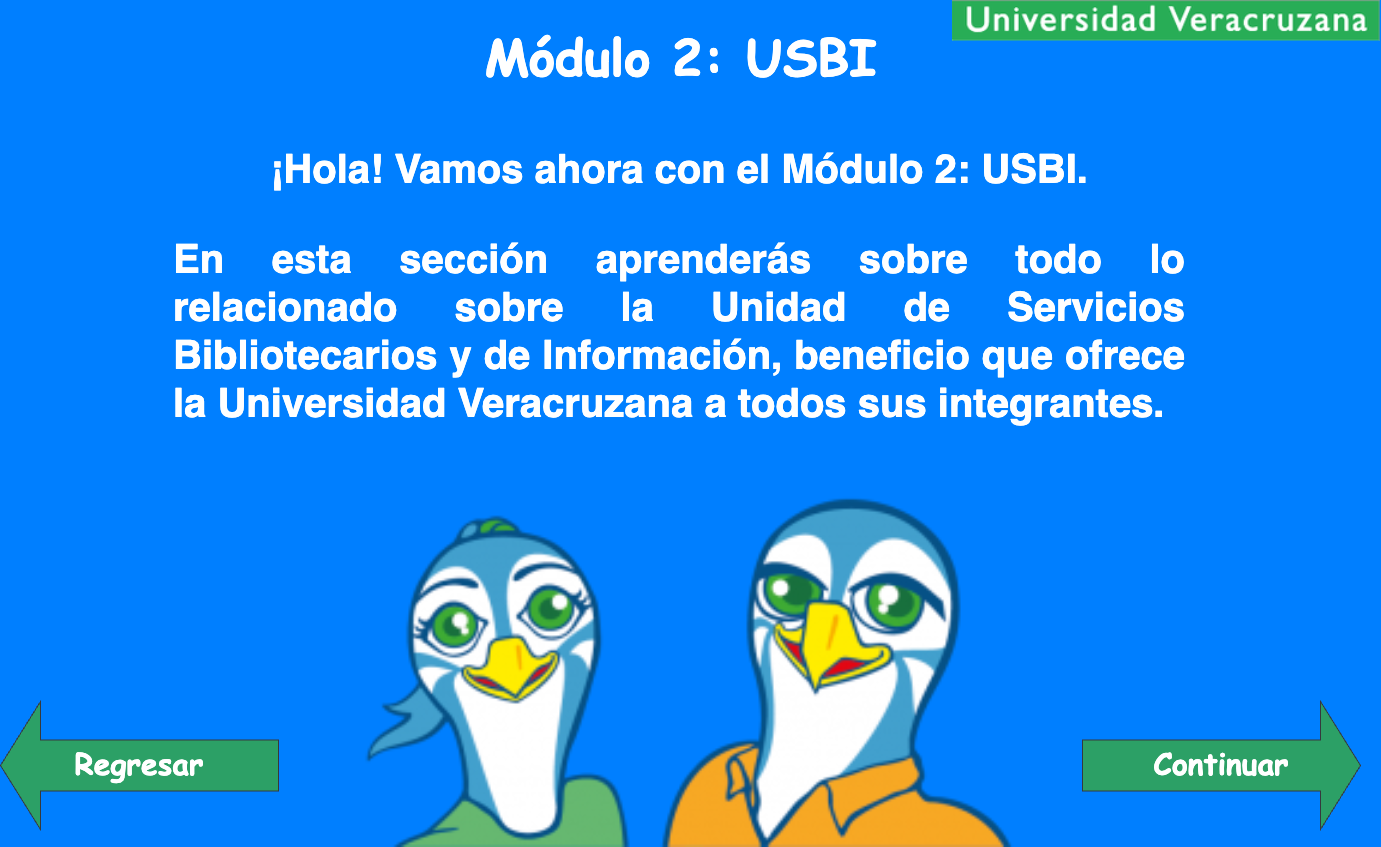 Universidad Veracruzana
Módulo 2: USBI
¡Hola! Vamos ahora con el Módulo 2: USBI.
En esta sección aprenderás sobre todo lo
relacionado sobre la Unidad de Servicios
Bibliotecarios y de Información, beneficio que ofrece
la Universidad Veracruzana a todos sus integrantes.
Regresar
Continuar